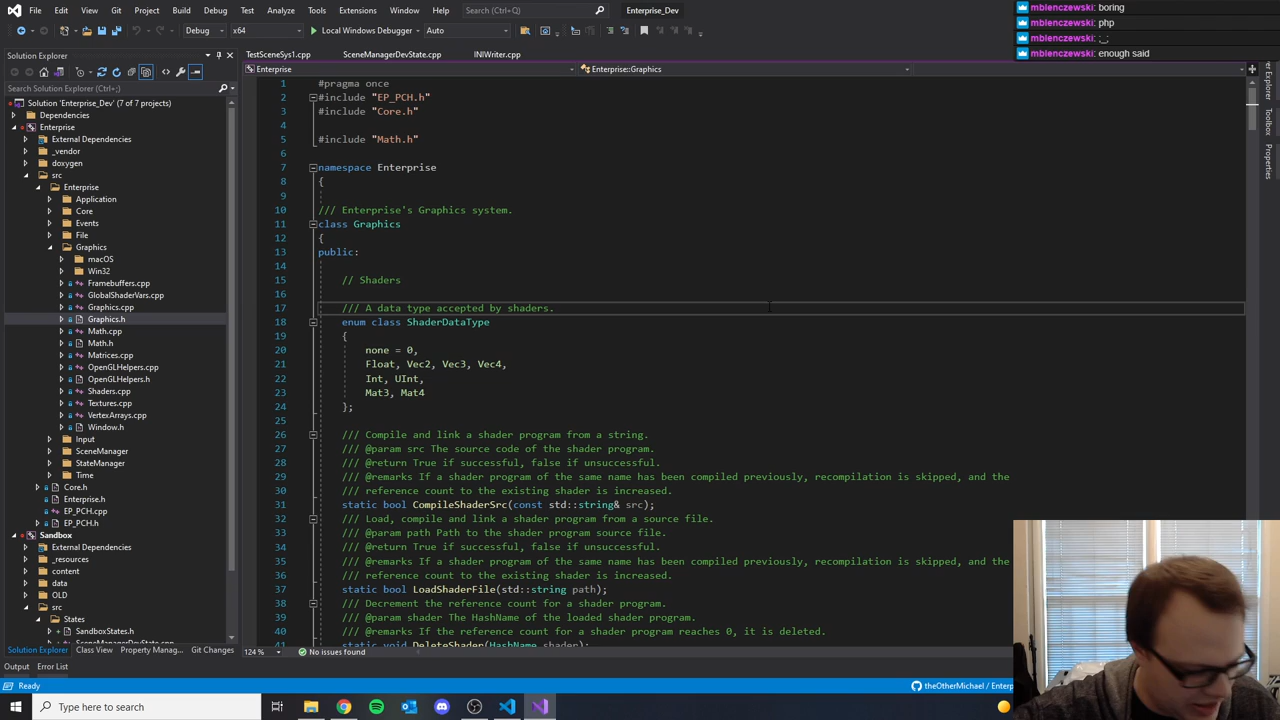 File Edit View Git Project Build Debug Test Analyze Tools Extensions Window Help Search (Ctrl+Q) Enterprise_Dev
mblenczewski: boring
mblenczewski: php
mblenczewski: ;_;
mblenczewski: enough said
Debug x64 Local Windows Debugger Auto
Solution Explorer
TestSceneSys1.cpp SceneManagerDevState.cpp INIWriter.cpp
Enterprise Enterprise::Graphics
Search Solution Explorer (Ctrl+;)
Solution 'Enterprise_Dev' (7 of 7 projects)
Dependencies
Enterprise
External Dependencies
_vendor
doxygen
src
Enterprise
Application
Core
Events
File
Graphics
macOS
Win32
Framebuffers.cpp
GlobalShaderVars.cpp
Graphics.cpp
Graphics.h
Math.cpp
Math.h
Matrices.cpp
OpenGLHelpers.cpp
OpenGLHelpers.h
Shaders.cpp
Textures.cpp
VertexArrays.cpp
Window.h
Input
SceneManager
StateManager
Time
Core.h
Enterprise.h
EP_PCH.cpp
EP_PCH.h
Sandbox
External Dependencies
_resources
content
data
OLD
src
States
SandboxStates.h
SceneManagerDevState.cpp
Solution Explorer Class View Property Manag... Git Changes
1 #pragma once
2 #include "EP_PCH.h"
3 #include "Core.h"
4
5 #include "Math.h"
6
7 namespace Enterprise
8 {
9
10 /// Enterprise's Graphics system.
11 class Graphics
12 {
13 public:
14
15 // Shaders
16
17 /// A data type accepted by shaders.
18 enum class ShaderDataType
19 {
20 none = 0,
21 Float, Vec2, Vec3, Vec4,
22 Int, UInt,
23 Mat3, Mat4
24 };
25
26 /// Compile and link a shader program from a string.
27 /// @param src The source code of the shader program.
28 /// @return True if successful, false if unsuccessful.
29 /// @remarks If a shader program of the same name has been compiled previously, recompilation is skipped, and the
30 /// reference count to the existing shader is increased.
31 static bool CompileShaderSrc(const std::string& src);
32 /// Load, compile and link a shader program from a source file.
33 /// @param path Path to the shader program source file.
34 /// @return True if successful, false if unsuccessful.
35 /// @remarks If a shader program of the same name has been compiled previously, recompilation is skipped, and the
36 /// reference count to the existing shader is increased.
37 static bool LoadShaderFile(std::string path);
38 /// Decrement the reference count for a shader program.
39 /// @param shader The HashName of the loaded shader program.
40 /// @remarks If the reference count for a shader program reaches 0, it is deleted.
static void DeleteShader(HashName shader);
124 % No issues found
Toolbox
Properties
Output Error List
Ready
theOtherMichael / Enterp
Type here to search